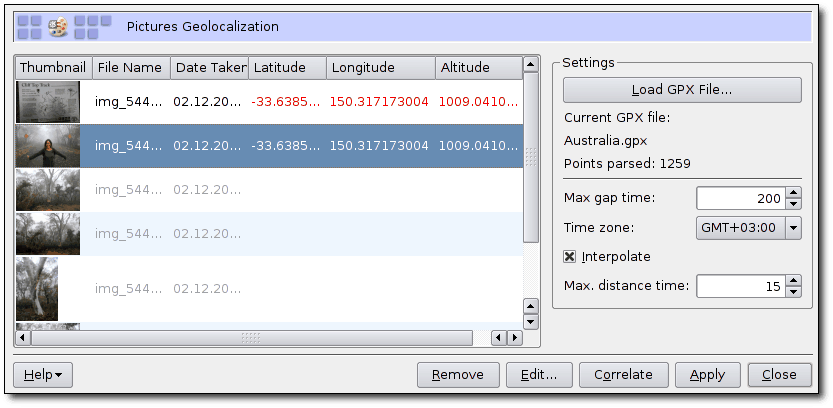 Pictures Geolocalization
Thumbnail File Name Date Taken Latitude Longitude Altitude
img_544... 02.12.20... -33.6385... 150.317173004 1009.0410...
img_544... 02.12.20... -33.6385... 150.317173004 1009.0410...
img_544... 02.12.20...
img_544... 02.12.20...
img_544... 02.12.20...
Settings
Load GPX File...
Current GPX file:
Australia.gpx
Points parsed: 1259
Max gap time: 200
Time zone: GMT+03:00
Interpolate
Max. distance time: 15
Help Remove Edit... Correlate Apply Close